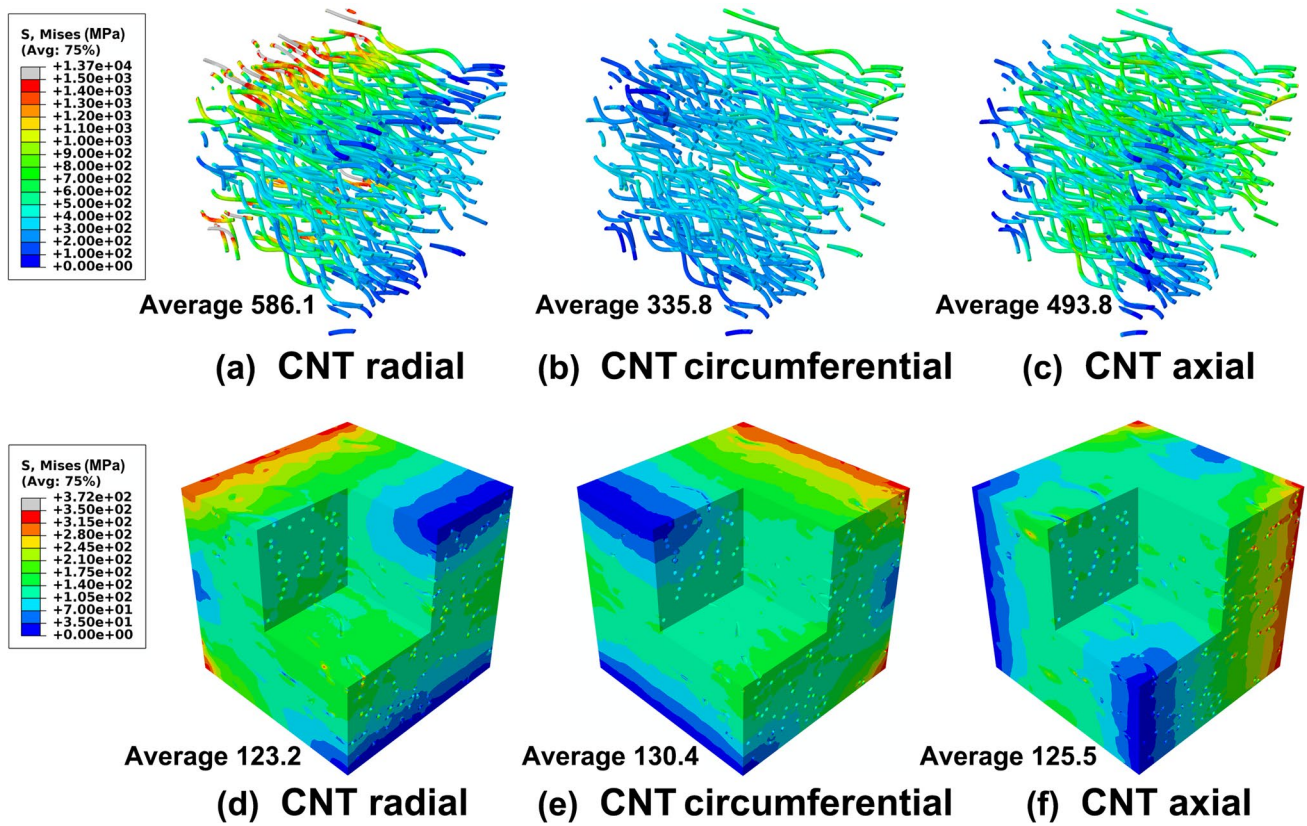 S, Mises (MPa)
(Avg: 75%)
+1.37e+04
+1.50e+03
+1.40e+03
+1.30e+03
+1.20e+03
+1.10e+03
+1.00e+03
+9.00e+02
+8.00e+02
+7.00e+02
+6.00e+02
+5.00e+02
+4.00e+02
+3.00e+02
+2.00e+02
+1.00e+02
+0.00e+00
Average 586.1
Average 335.8
Average 493.8
(a) CNT radial
(b) CNT circumferential
(c) CNT axial
S, Mises (MPa)
(Avg: 75%)
+3.72e+02
+3.50e+02
+3.15e+02
+2.80e+02
+2.45e+02
+2.10e+02
+1.75e+02
+1.40e+02
+1.05e+02
+7.00e+01
+3.50e+01
+0.00e+00
Average 123.2
Average 130.4
Average 125.5
(d) CNT radial
(e) CNT circumferential
(f) CNT axial